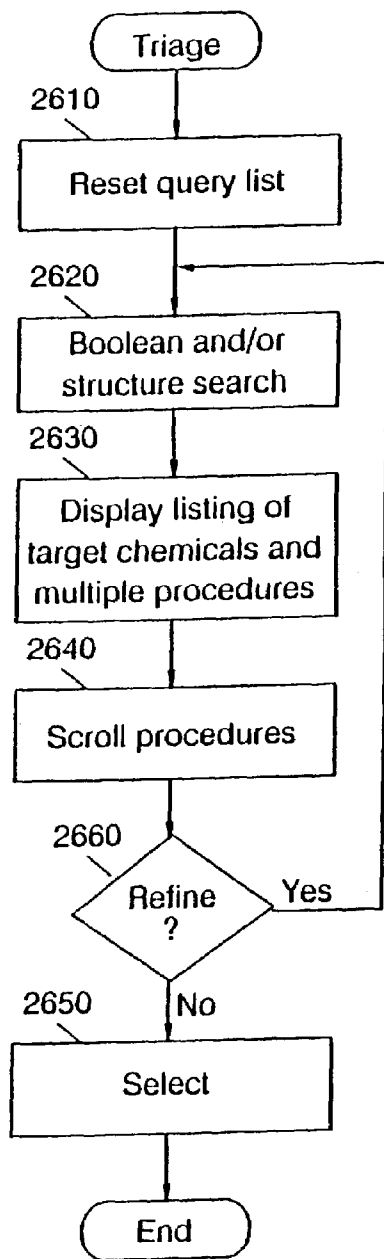 Triage
2610
Reset query list
2620
Boolean and/or
structure search
2630
Display listing of
target chemicals and
multiple procedures
2640
Scroll procedures
2660
Refine
?
Yes
No
2650
Select
End